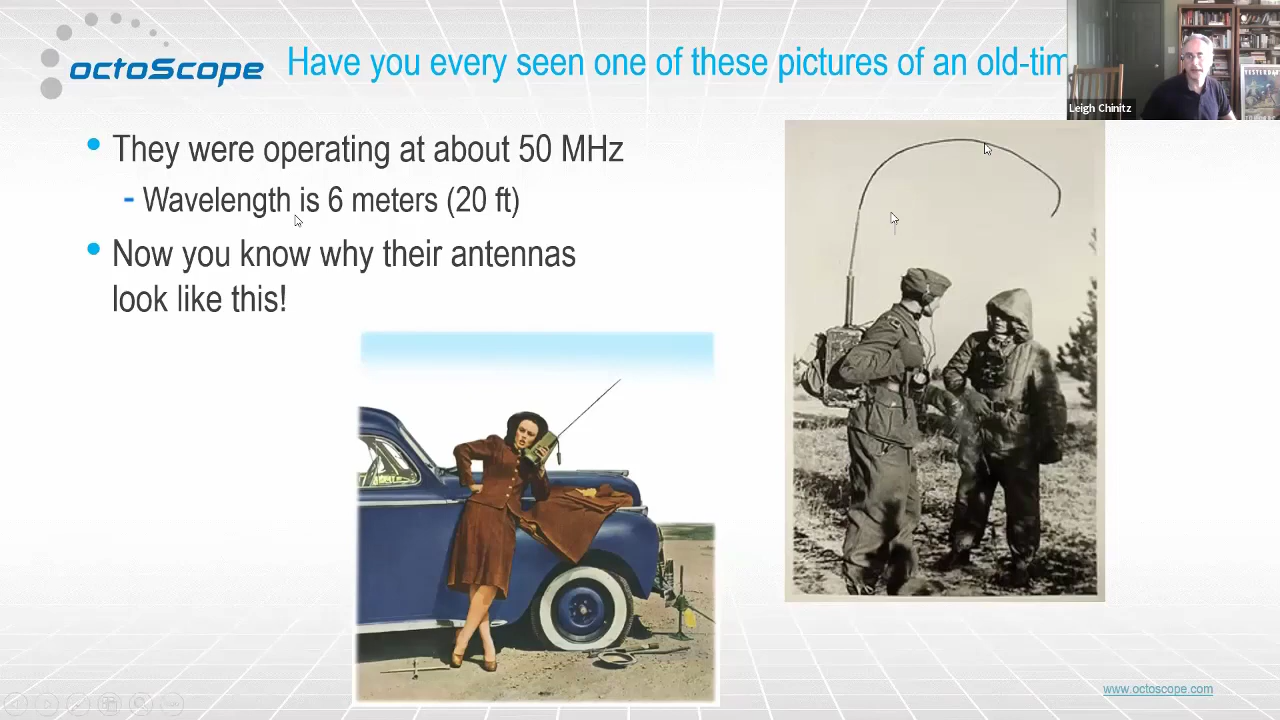 octoScope
Have you every seen one of these pictures of an old-tim
Leigh Chinitz
YESTERDAY
• They were operating at about 50 MHz
- Wavelength is 6 meters (20 ft)
• Now you know why their antennas
look like this!
www.octoscope.com